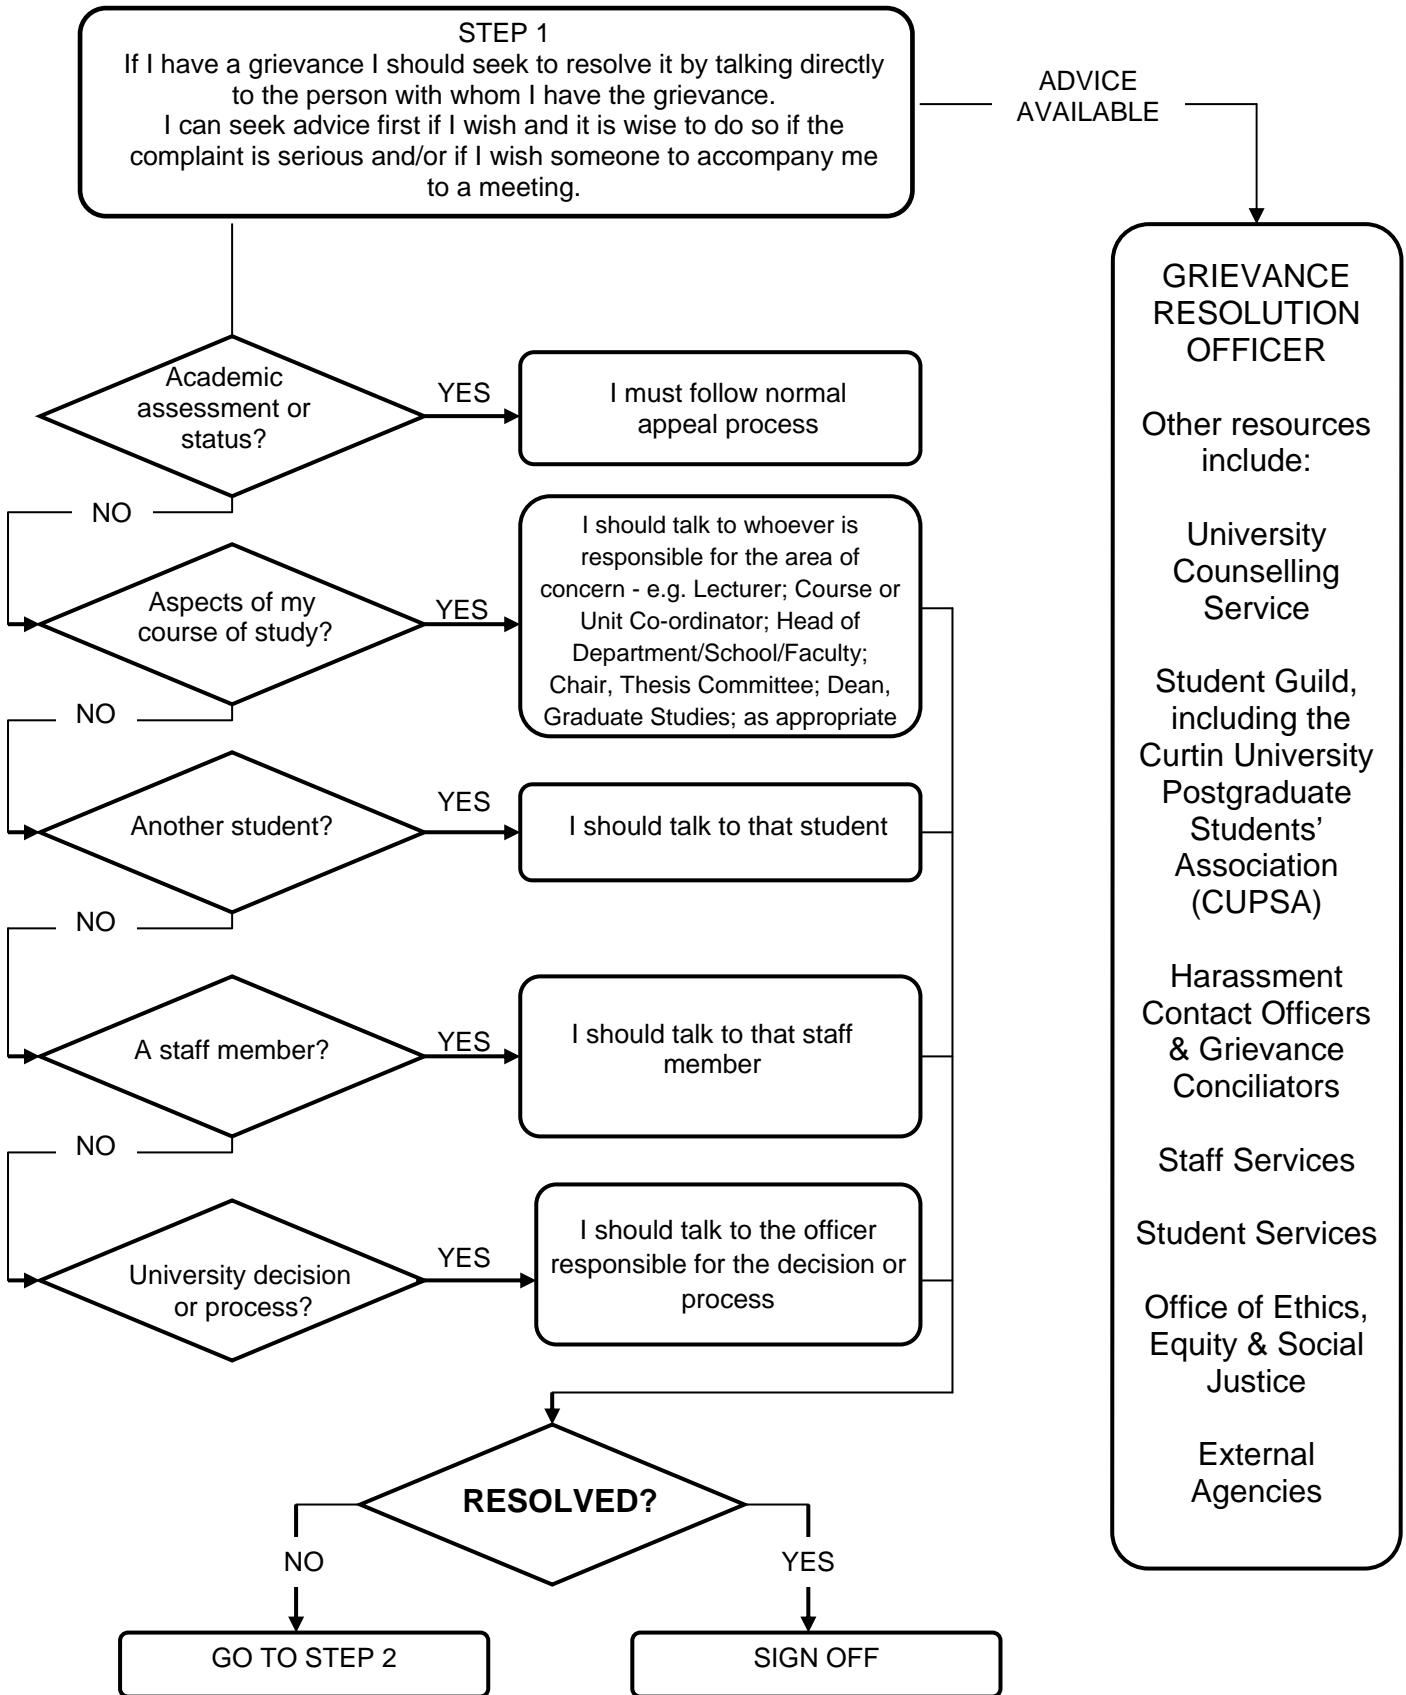 STEP 1
If I have a grievance I should seek to resolve it by talking directly
to the person with whom I have the grievance.
I can seek advice first if I wish and it is wise to do so if the
complaint is serious and/or if I wish someone to accompany me
to a meeting.
ADVICE
AVAILABLE
GRIEVANCE
RESOLUTION
OFFICER
Other resources
include:
University
Counselling
Service
Student Guild,
including the
Curtin University
Postgraduate
Students’
Association
(CUPSA)
Harassment
Contact Officers
& Grievance
Conciliators
Staff Services
Student Services
Office of Ethics,
Equity & Social
Justice
External
Agencies
Academic
assessment or
status?
YES
I must follow normal
appeal process
NO
Aspects of my
course of study?
YES
I should talk to whoever is
responsible for the area of
concern - e.g. Lecturer; Course or
Unit Co-ordinator; Head of
Department/School/Faculty;
Chair, Thesis Committee; Dean,
Graduate Studies; as appropriate
NO
Another student?
YES
I should talk to that student
NO
A staff member?
YES
I should talk to that staff
member
NO
University decision
or process?
YES
I should talk to the officer
responsible for the decision or
process
RESOLVED?
NO
YES
GO TO STEP 2
SIGN OFF